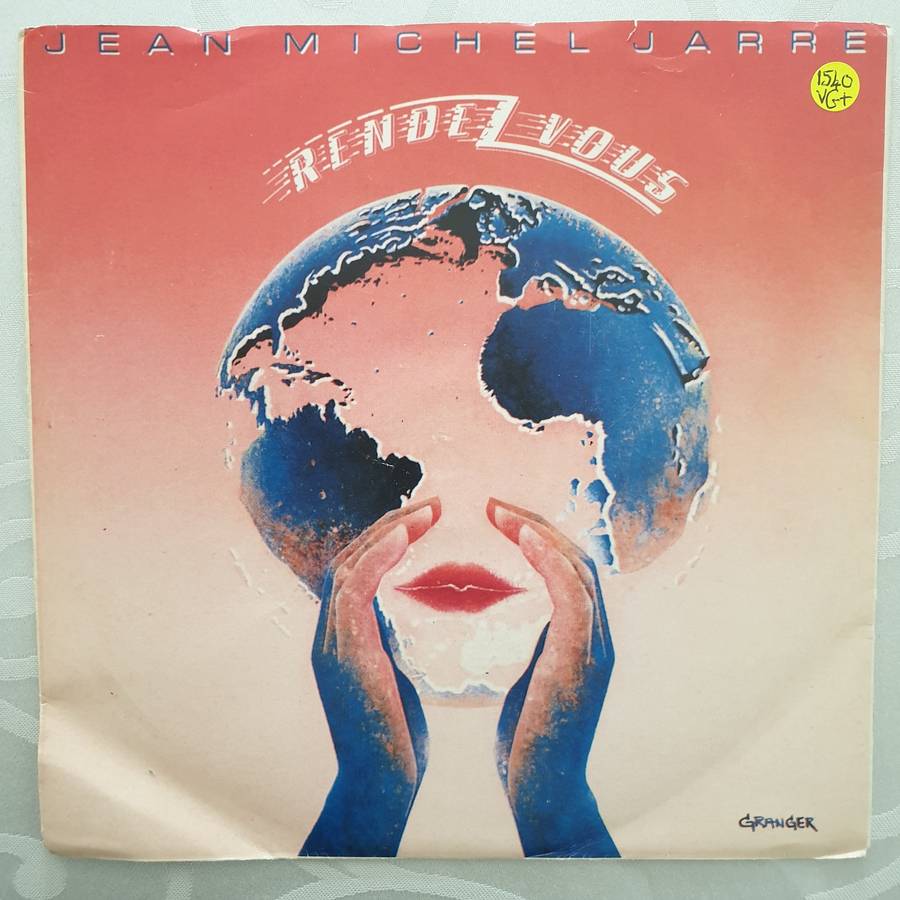 JEAN MICHEL JARRE
1540
VG+
RENDEZ VOUS
GRANGER